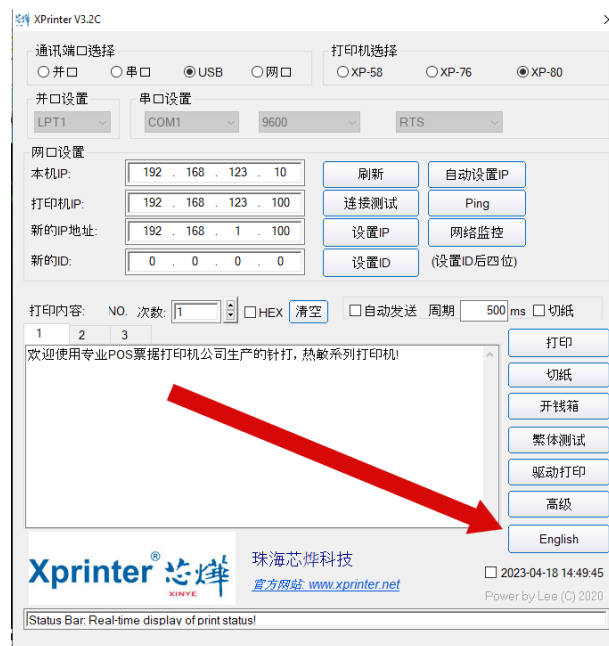 XPrinter V3.2C
通讯端口选择 打印机选择
并口 串口 USB 网口 XP-58 XP-76 XP-80
并口设置 串口设置
LPT1 COM1 9600 RTS
网口设置
本机IP: 192 . 168 . 123 . 10 刷新 自动设置IP
打印机IP: 192 . 168 . 123 . 100 连接测试 Ping
新的IP地址: 192 . 168 . 1 . 100 设置IP 网络监控
新的ID: 0 . 0 . 0 . 0 设置ID (设置ID后四位)
打印内容: NO. 次数: 1 HEX 清空 自动发送 周期 500 ms 切纸
1 2 3
欢迎使用专业POS票据打印机公司生产的针打, 热敏系列打印机!
打印
切纸
开钱箱
繁体测试
驱动打印
高级
English
Xprinter® 芯烨 XINYE
珠海芯烨科技
官方网站: www.xprinter.net
2023-04-18 14:49:45
Power by Lee (C) 2020
Status Bar: Real-time display of print status!